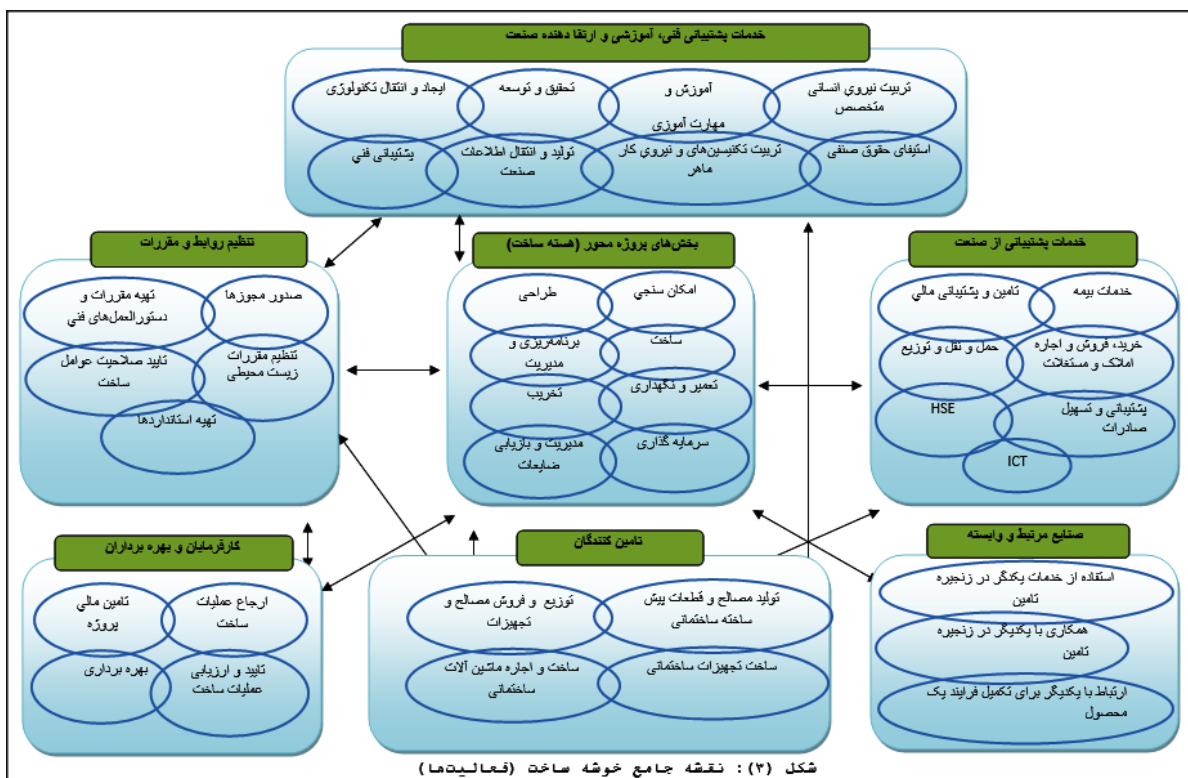 خدمات پشتیبانی فنی، آموزشی و ارتقا دهنده صنعت
تربیت نیروي انسانی
متخصص
آموزش و
مهارت آموزی
تحقیق و توسعه
ایجاد و انتقال تکنولوژی
استیفای حقوق صنفی
تربیت تکنیسین‌های و نیروي کار
ماهر
تولید و انتقال اطلاعات
صنعت
پشتیبانی فني
خدمات پشتیبانی از صنعت
خدمات بیمه
تامین و پشتیبانی مالي
خرید، فروش و اجاره
املاک و مستغلات
حمل و نقل و توزیع
پشتیبانی و تسهیل
صادرات
HSE
ICT
بخش‌های پروژه محور (هسته ساخت)
امکان سنجي
طراحی
ساخت
برنامه‌ریزی و
مدیریت
تعمیر و نگهداری
تخریب
سرمایه گذاری
مدیریت و بازیابی
ضایعات
تنظیم روابط و مقررات
صدور مجوزها
تهیه مقررات و
دستورالعمل‌های فني
تنظیم مقررات
زیست محیطی
تایید صلاحیت عوامل
ساخت
تهیه استانداردها
صنایع مرتبط و وابسته
استفاده از خدمات یکدگر در زنجیره
تامین
همکاری با یکدیگر در زنجیره
تامین
ارتباط با یکدیگر برای تکمیل فرایند یک
محصول
تامین کنندگان
تولید مصالح و قطعات پیش
ساخته ساختمانی
توزیع و فروش مصالح و
تجهیزات
ساخت تجهیزات ساختمانی
ساخت و اجاره ماشین آلات
ساختمانی
کارفرمایان و بهره برداران
ارجاع عملیات
ساخت
تامین مالي
پروژه
تایید و ارزیابی
عملیات ساخت
بهره برداری
شکل (۳): نقشه جامع خوشه ساخت (فعالیت‌ها)